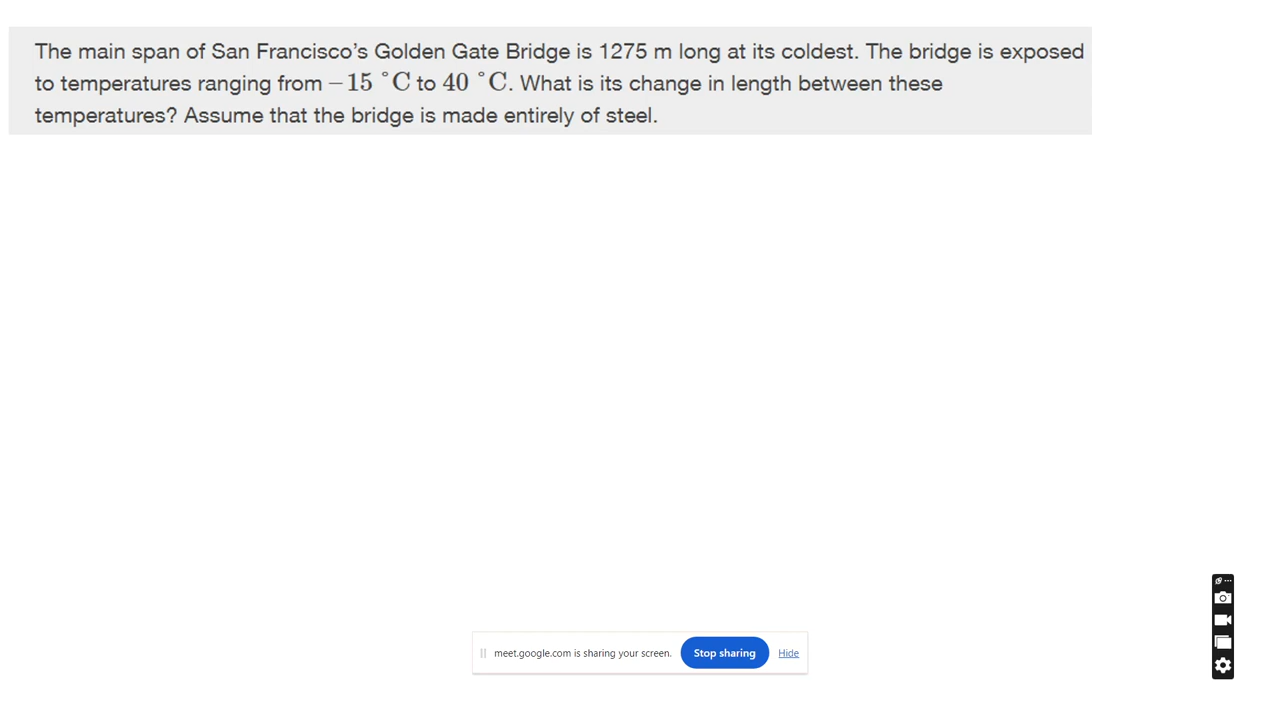 The main span of San Francisco’s Golden Gate Bridge is 1275 m long at its coldest. The bridge is exposed
to temperatures ranging from −15 °C to 40 °C. What is its change in length between these
temperatures? Assume that the bridge is made entirely of steel.
meet.google.com is sharing your screen. Stop sharing Hide